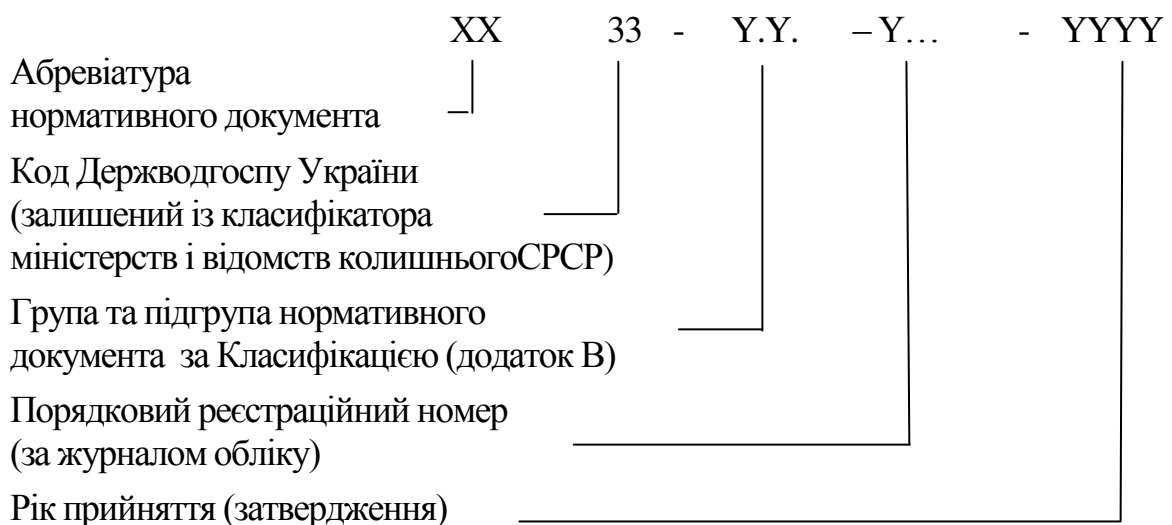 XX 33 - Y.Y. – Y... - YYYY
Абревіатура
нормативного документа
Код Держводгоспу України
(залишений із класифікатора
міністерств і відомств колишньогоСРСР)
Група та підгрупа нормативного
документа за Класифікацією (додаток В)
Порядковий реєстраційний номер
(за журналом обліку)
Рік прийняття (затвердження)